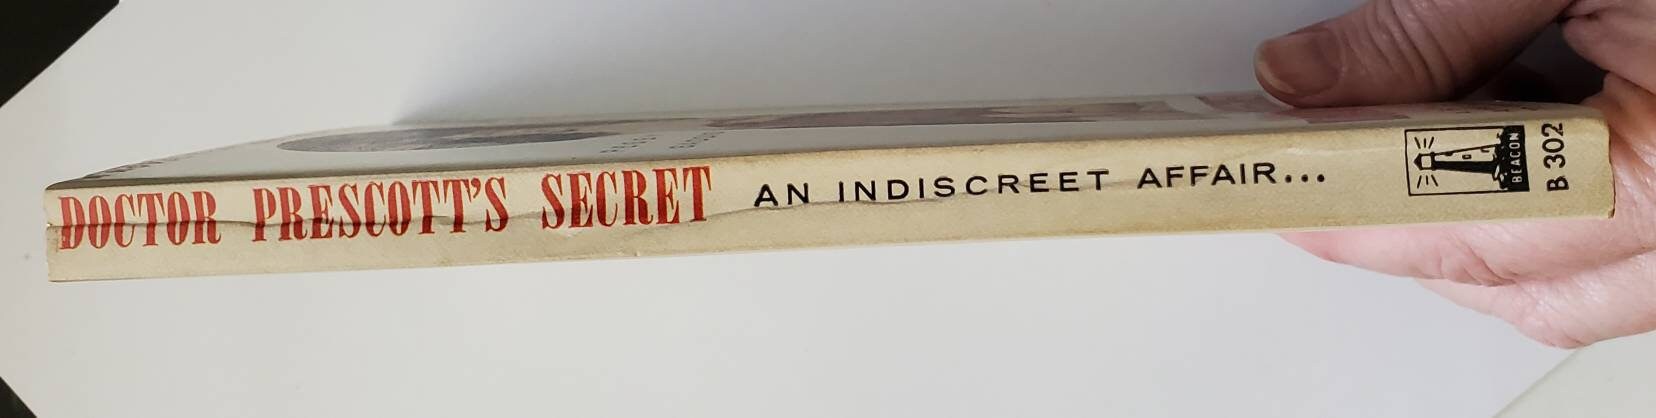 DOCTOR PRESCOTT'S SECRET AN INDISCREET AFFAIR...
BEACON
B 302